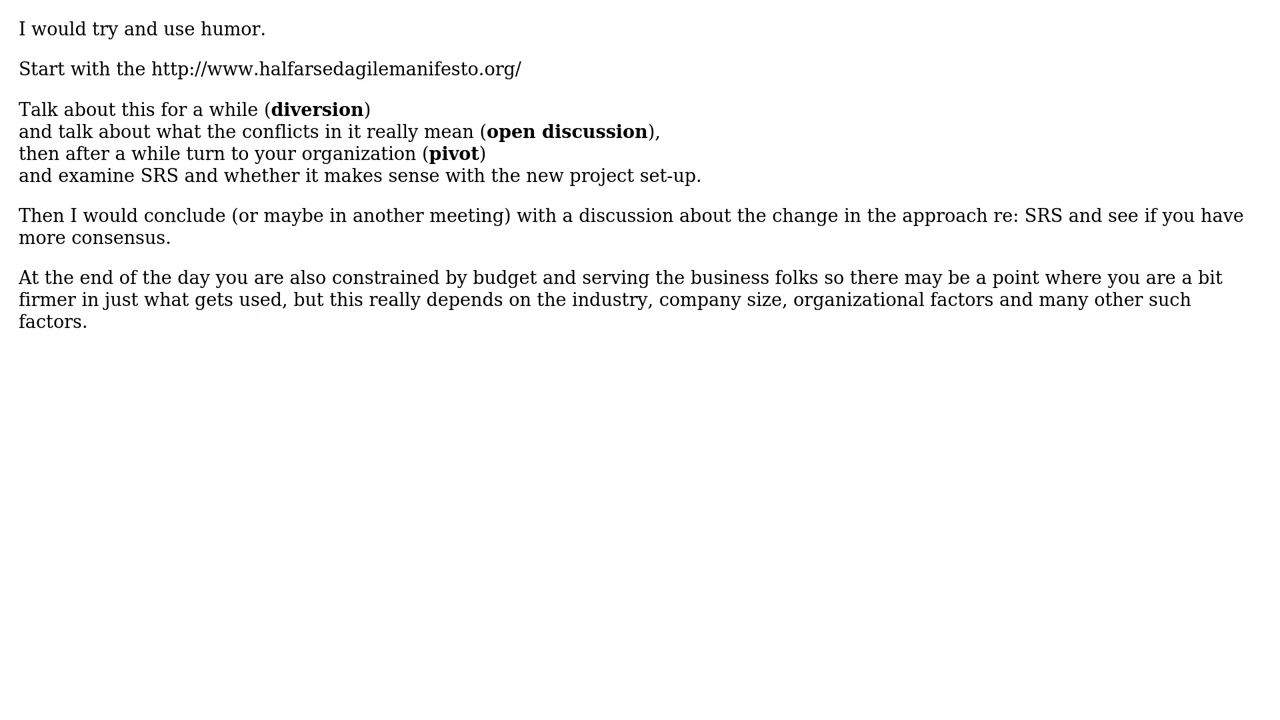 I would try and use humor.
Start with the http://www.halfarsedagilemanifesto.org/
Talk about this for a while (diversion)
and talk about what the conflicts in it really mean (open discussion),
then after a while turn to your organization (pivot)
and examine SRS and whether it makes sense with the new project set-up.
Then I would conclude (or maybe in another meeting) with a discussion about the change in the approach re: SRS and see if you have
more consensus.
At the end of the day you are also constrained by budget and serving the business folks so there may be a point where you are a bit
firmer in just what gets used, but this really depends on the industry, company size, organizational factors and many other such
factors.